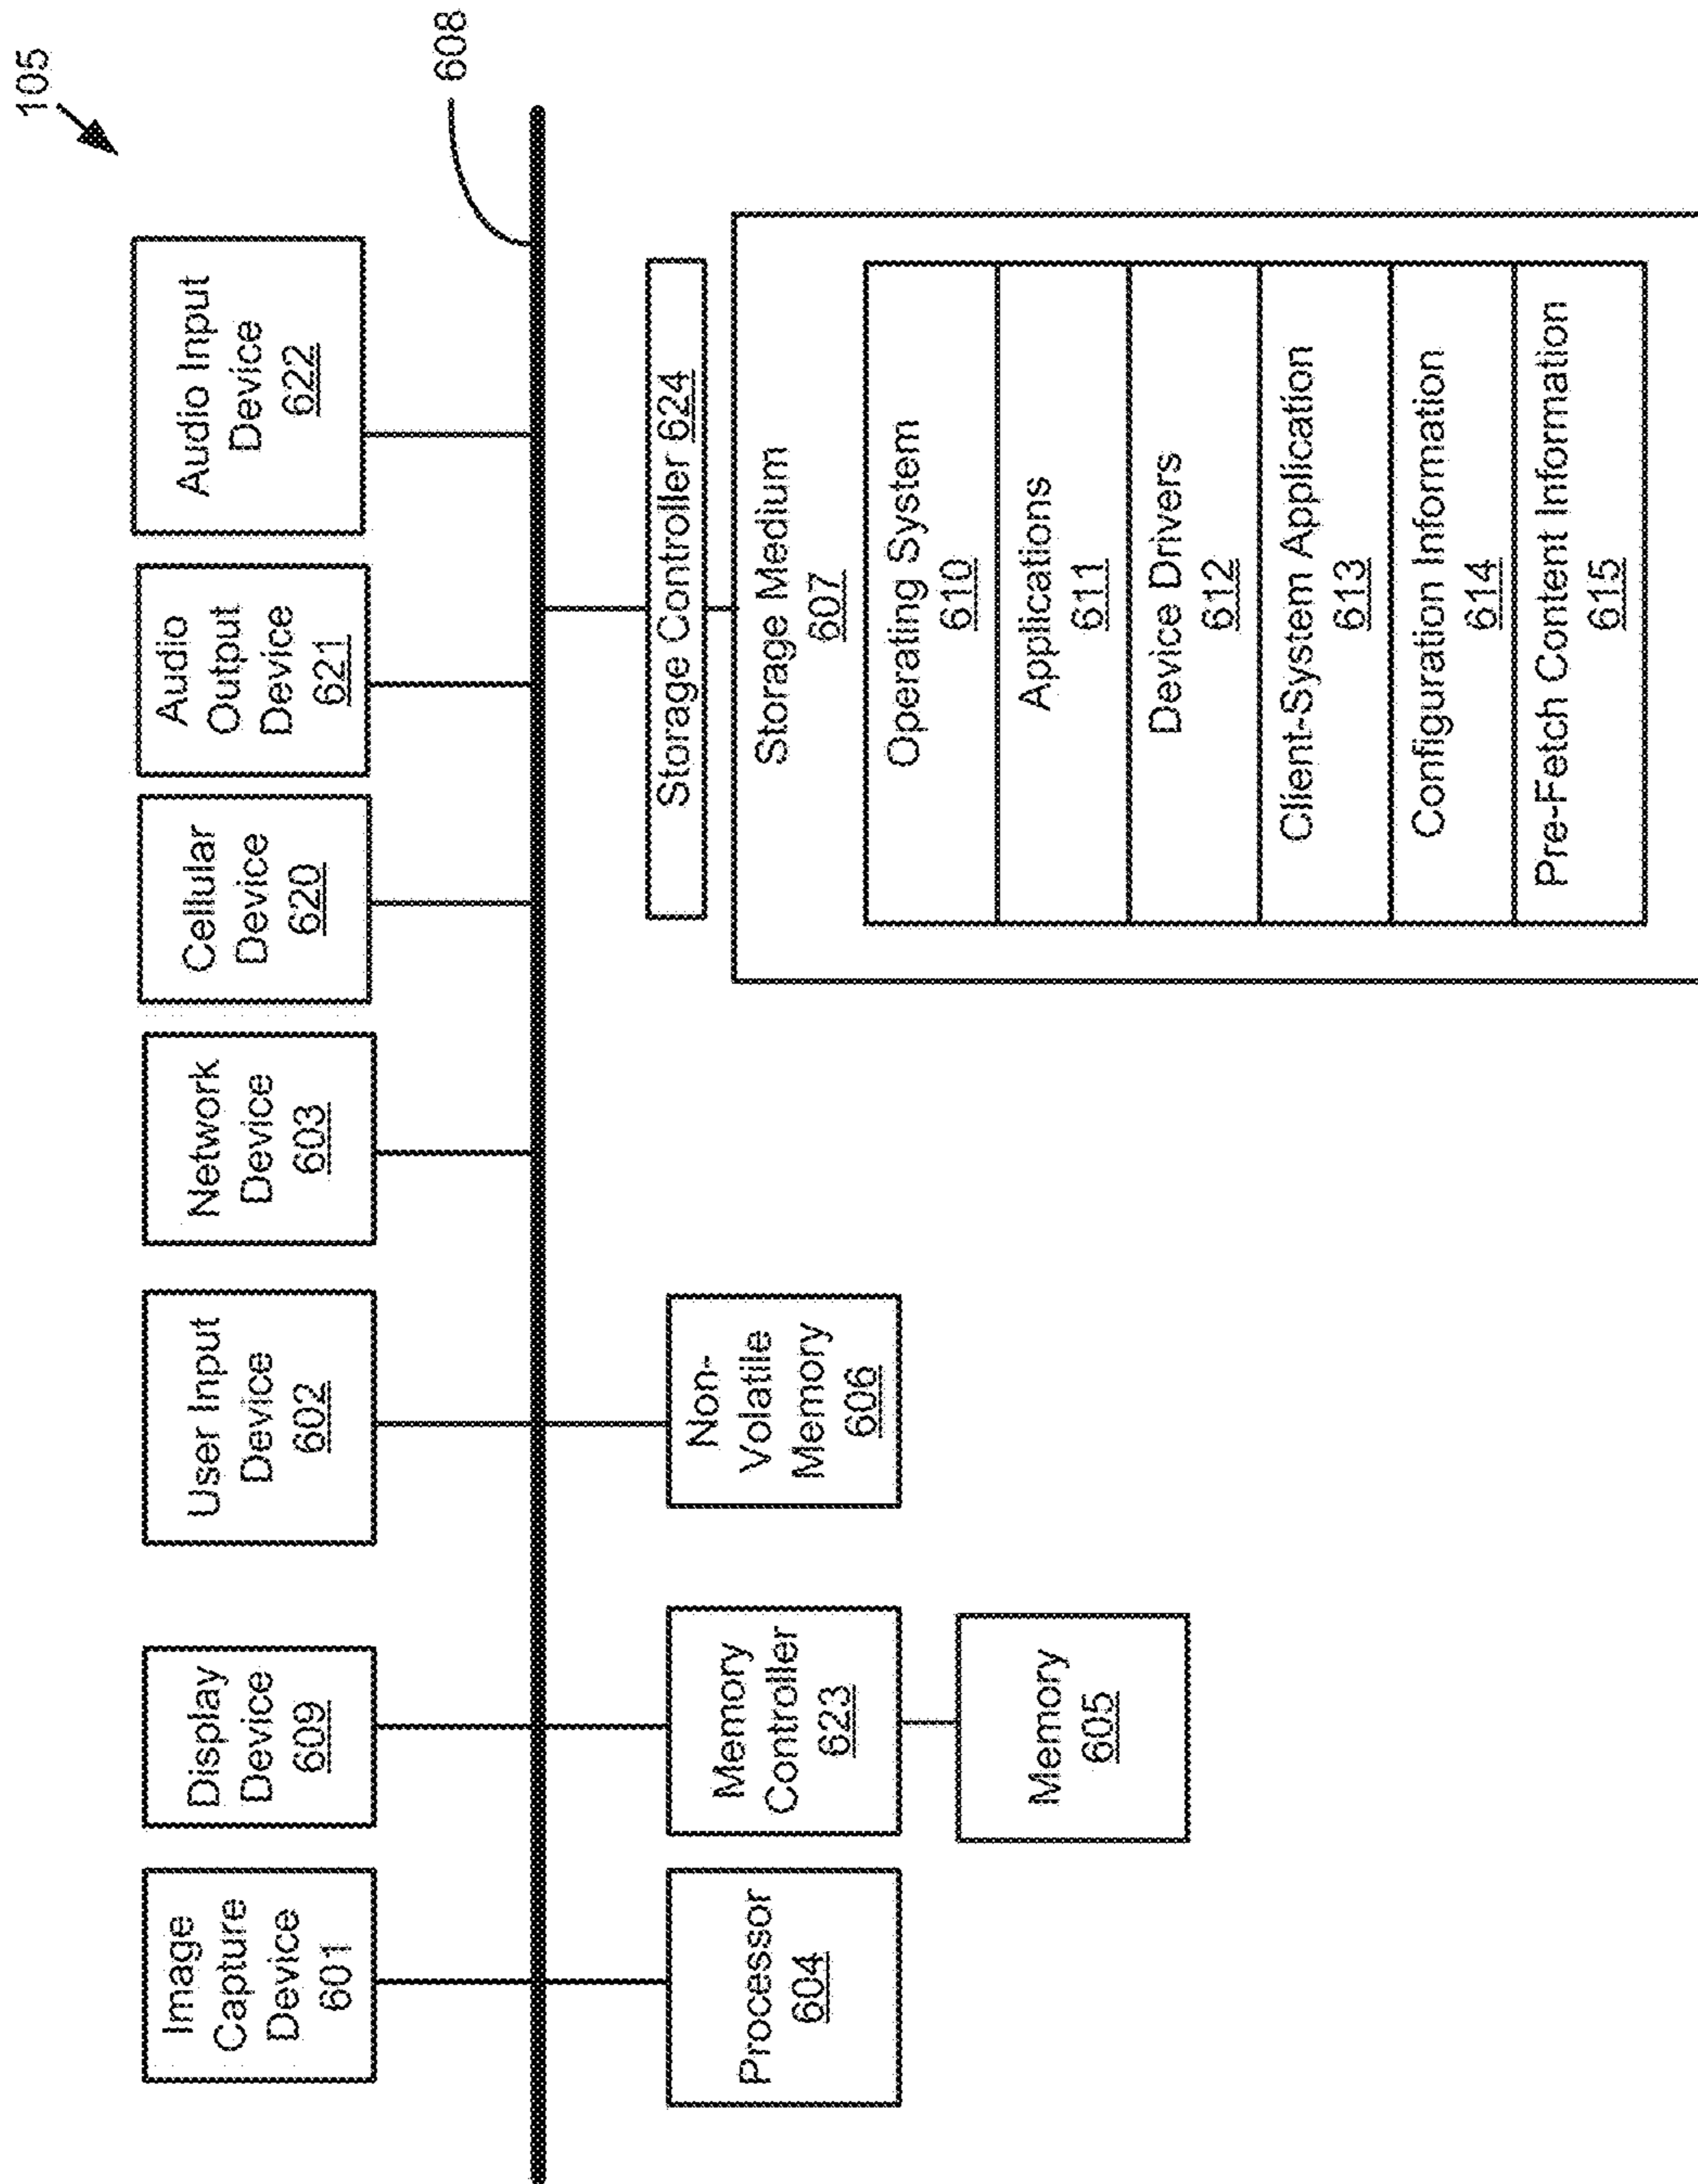 105
Image
Capture
Device
601
Display
Device
609
User Input
Device
602
Network
Device
603
Cellular
Device
620
Audio
Output
Device
621
Audio Input
Device
622
608
Processor
604
Memory
Controller
623
Memory
605
Non-
Volatile
Memory
606
Storage Controller 624
Storage Medium
607
Operating System
610
Applications
611
Device Drivers
612
Client-System Application
613
Configuration Information
614
Pre-Fetch Content Information
615